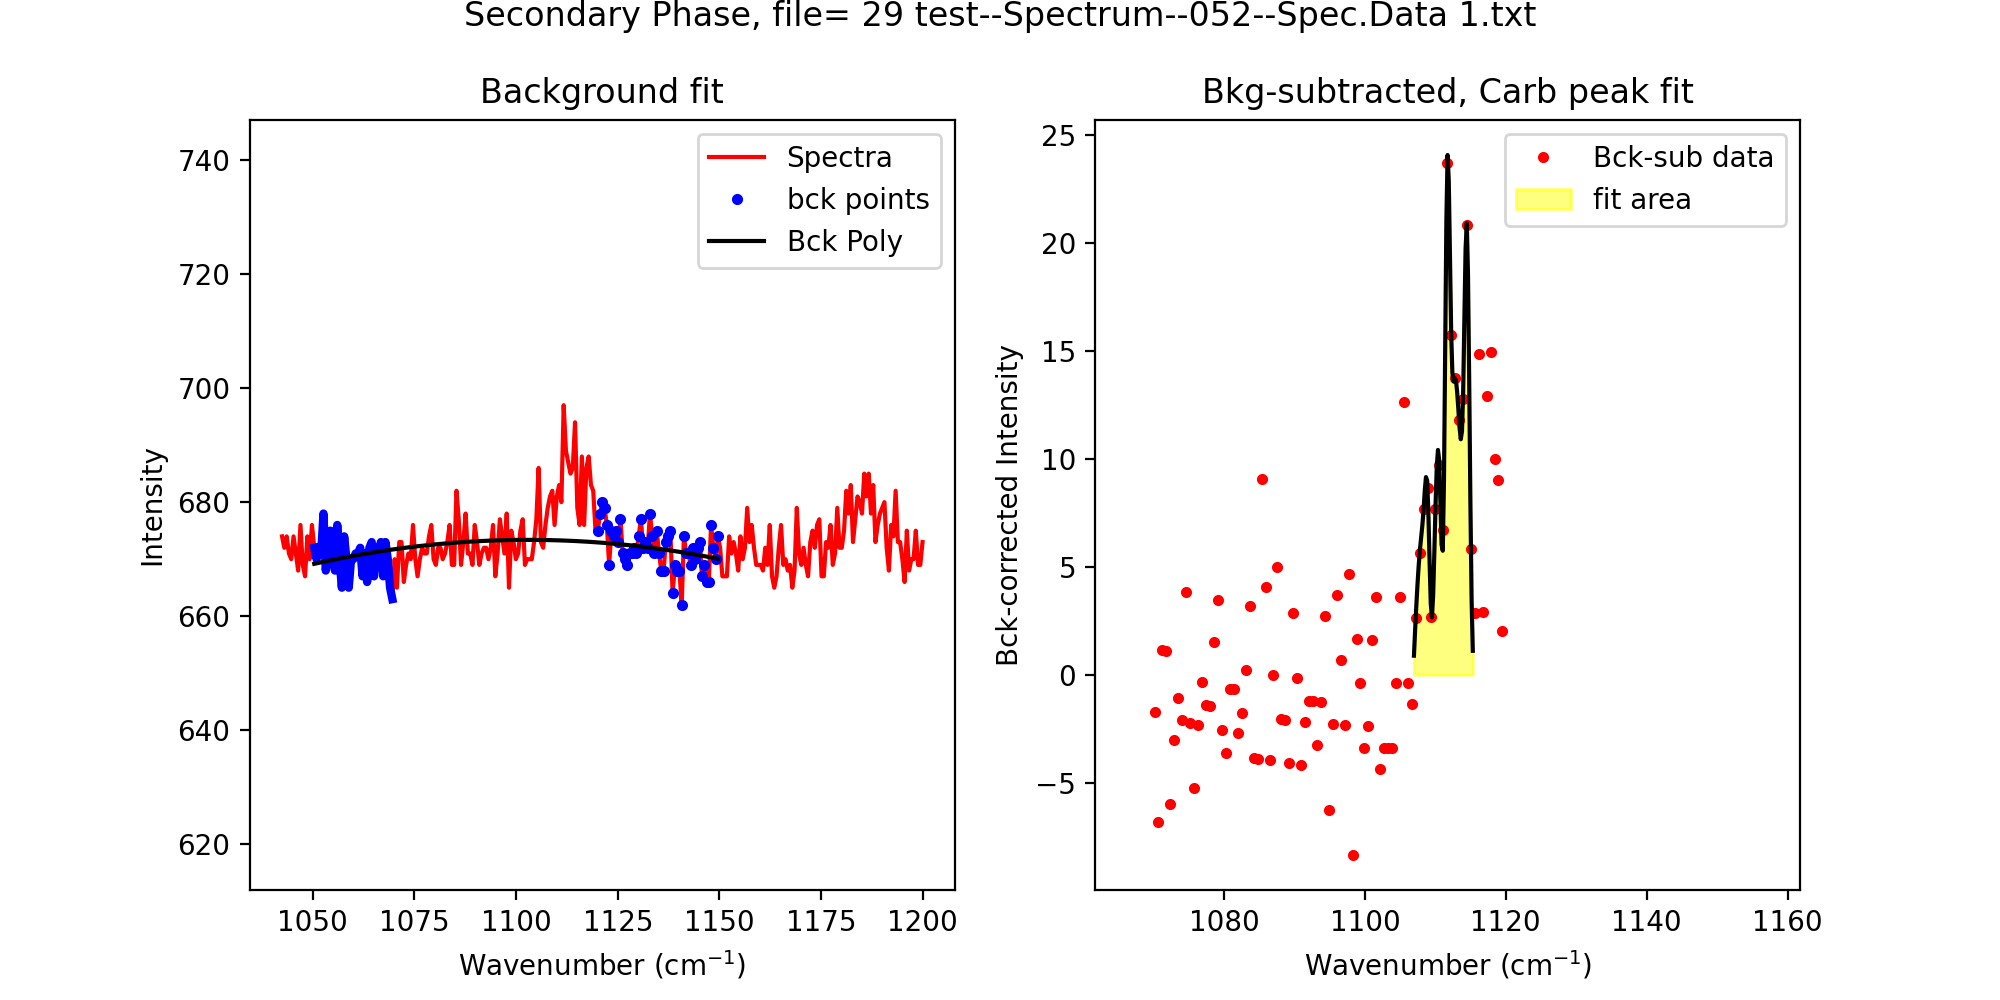 Secondary Phase, file= 29 test--Spectrum--052--Spec.Data 1.txt
Background fit
Spectra
bck points
Bck Poly
740
720
700
680
660
640
620
Intensity
1050 1075 1100 1125 1150 1175 1200
Wavenumber (cm⁻¹)
Bkg-subtracted, Carb peak fit
Bck-sub data
fit area
25
20
15
10
5
0
−5
Bck-corrected Intensity
1080 1100 1120 1140 1160
Wavenumber (cm⁻¹)